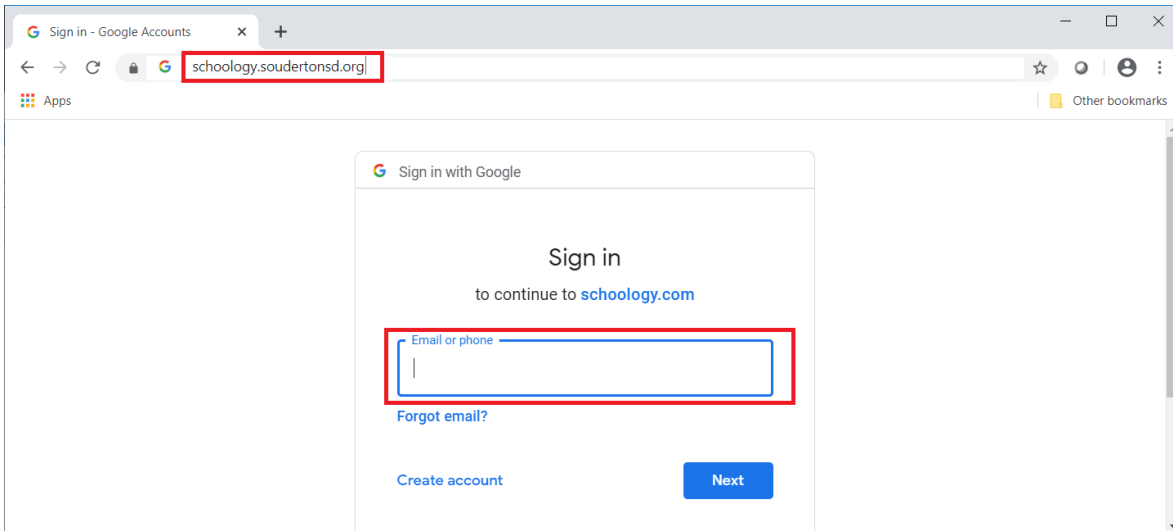 Sign in - Google Accounts
schoology.soudertonsd.org
Apps
Other bookmarks
Sign in with Google
Sign in
to continue to schoology.com
Email or phone
Forgot email?
Create account
Next